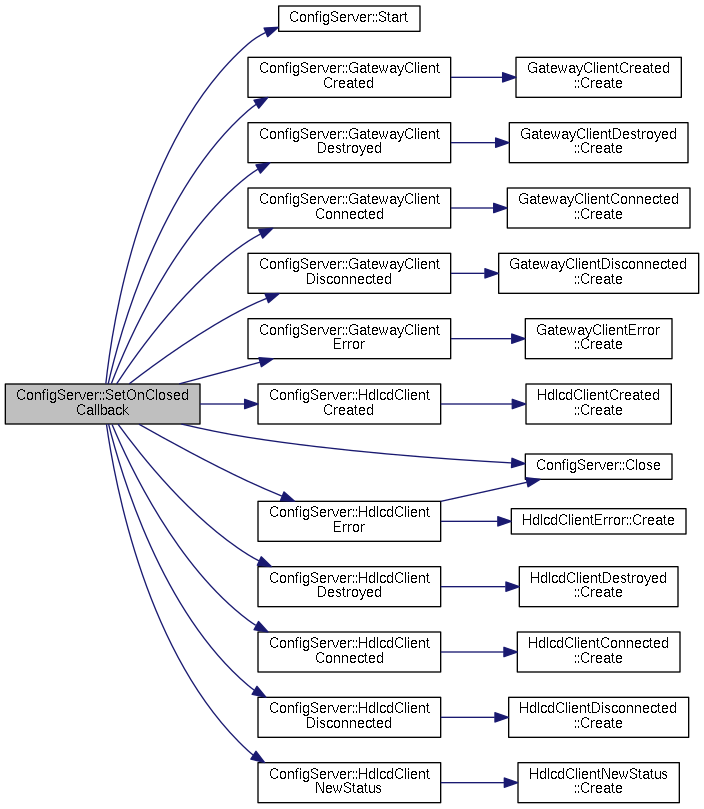 ConfigServer::Start
ConfigServer::GatewayClient
Created
GatewayClientCreated
::Create
ConfigServer::GatewayClient
Destroyed
GatewayClientDestroyed
::Create
ConfigServer::GatewayClient
Connected
GatewayClientConnected
::Create
ConfigServer::GatewayClient
Disconnected
GatewayClientDisconnected
::Create
ConfigServer::GatewayClient
Error
GatewayClientError
::Create
ConfigServer::SetOnClosed
Callback
ConfigServer::HdlcdClient
Created
HdlcdClientCreated
::Create
ConfigServer::Close
ConfigServer::HdlcdClient
Error
HdlcdClientError::Create
ConfigServer::HdlcdClient
Destroyed
HdlcdClientDestroyed
::Create
ConfigServer::HdlcdClient
Connected
HdlcdClientConnected
::Create
ConfigServer::HdlcdClient
Disconnected
HdlcdClientDisconnected
::Create
ConfigServer::HdlcdClient
NewStatus
HdlcdClientNewStatus
::Create